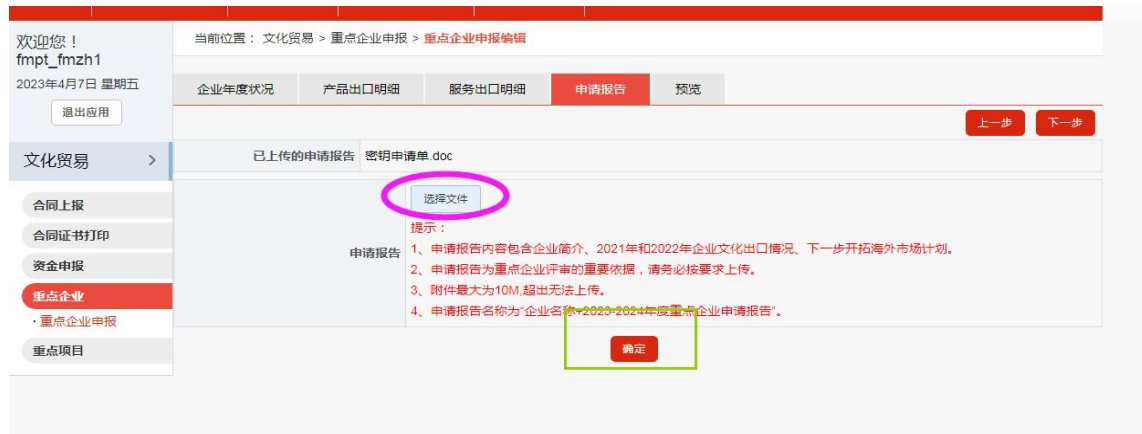 欢迎您！
fmpt_fmzh1
2023年4月7日 星期五
退出应用
文化贸易 >
合同上报
合同证书打印
资金申报
重点企业
·重点企业申报
重点项目
当前位置： 文化贸易 > 重点企业申报 > 重点企业申报编辑
企业年度状况 产品出口明细 服务出口明细 申请报告 预览
上一步 下一步
已上传的申请报告 密钥申请单.doc
选择文件
申请报告
提示：
1、申请报告内容包含企业简介、2021年和2022年企业文化出口情况、下一步开拓海外市场计划。
2、申请报告为重点企业评审的重要依据，请务必按要求上传。
3、附件最大为10M,超出无法上传。
4、申请报告名称为“企业名称+2023-2024年度重点企业申请报告”。
确定